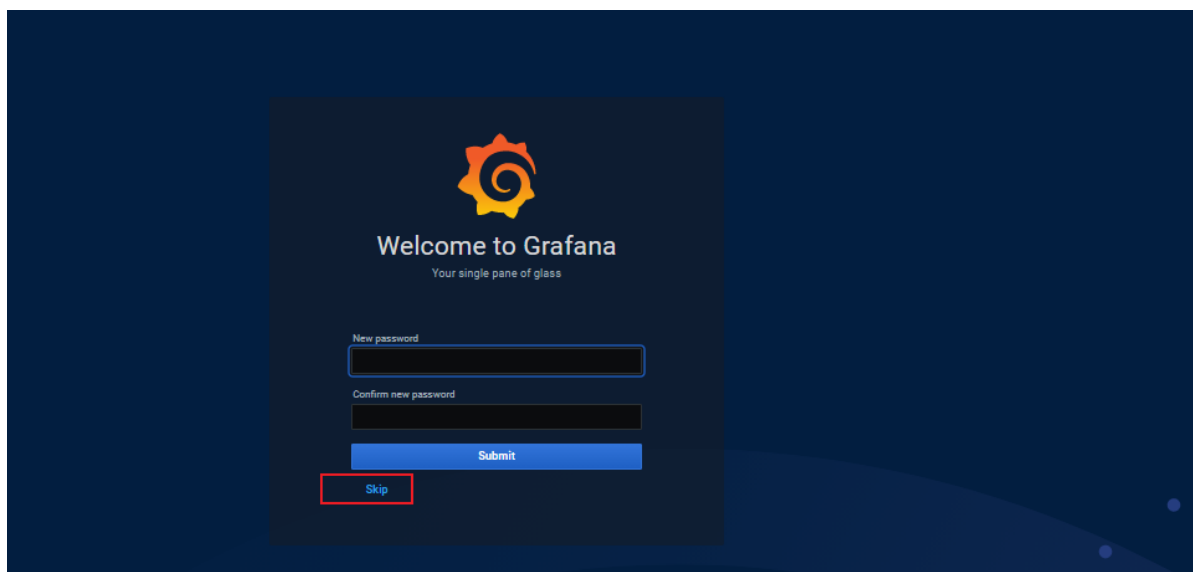 Welcome to Grafana
Your single pane of glass
New password
Confirm new password
Submit
Skip